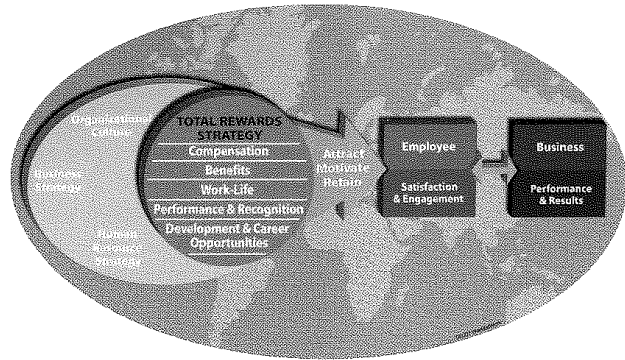 Organizational
Culture
Business
Strategy
Human
Resource
Strategy
TOTAL REWARDS
STRATEGY
Compensation
Benefits
Work-Life
Performance & Recognition
Development & Career
Opportunities
Attract
Motivate
Retain
Employee
Satisfaction
& Engagement
Business
Performance
& Results